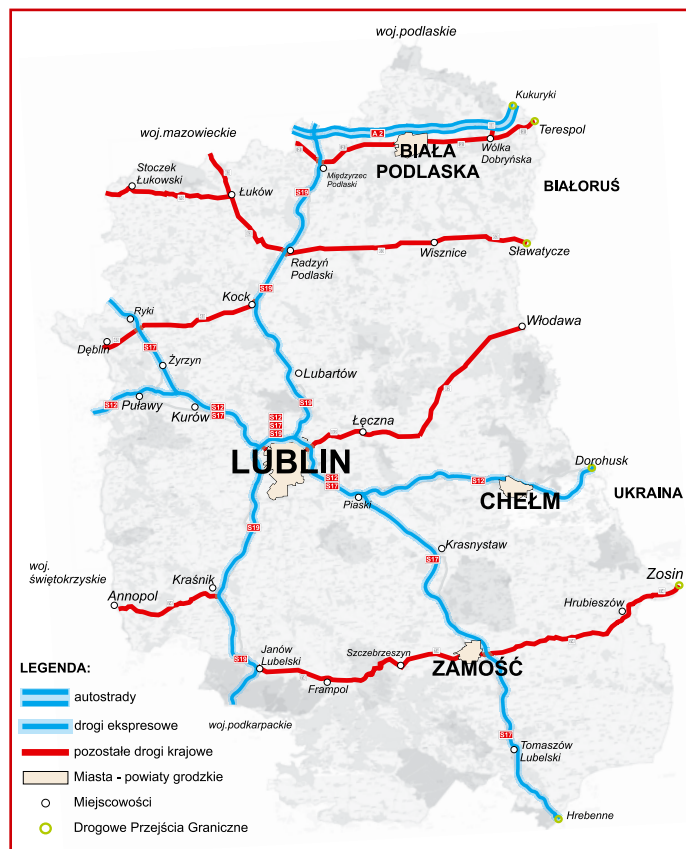 woj.podlaskie
Kukuryki
woj.mazowieckie
A 2
Terespol
BIAŁA
PODLASKA
Wólka
Dobryńska
Stoczek
Łukowski
Międzyrzec
Podlaski
BIAŁORUŚ
Łuków
S19
Radzyń
Podlaski
Wisznice
Sławatycze
S19
Kock
Ryki
Włodawa
Dęblin
S17
Żyrzyn
Lubartów
S12
Puławy
Kurów
S12
S17
S19
S12
S17
S19
Łęczna
LUBLIN
Dorohusk
S12
S17
S12
Piaski
CHEŁM
UKRAINA
S19
Krasnystaw
S17
woj.
świętokrzyskie
Annopol
Kraśnik
Zosin
Hrubieszów
S19
Janów
Lubelski
Szczebrzeszyn
ZAMOŚĆ
Frampol
woj.podkarpackie
S17
Tomaszów
Lubelski
Hrebenne
LEGENDA:
autostrady
drogi ekspresowe
pozostałe drogi krajowe
Miasta - powiaty grodzkie
Miejscowości
Drogowe Przejścia Graniczne